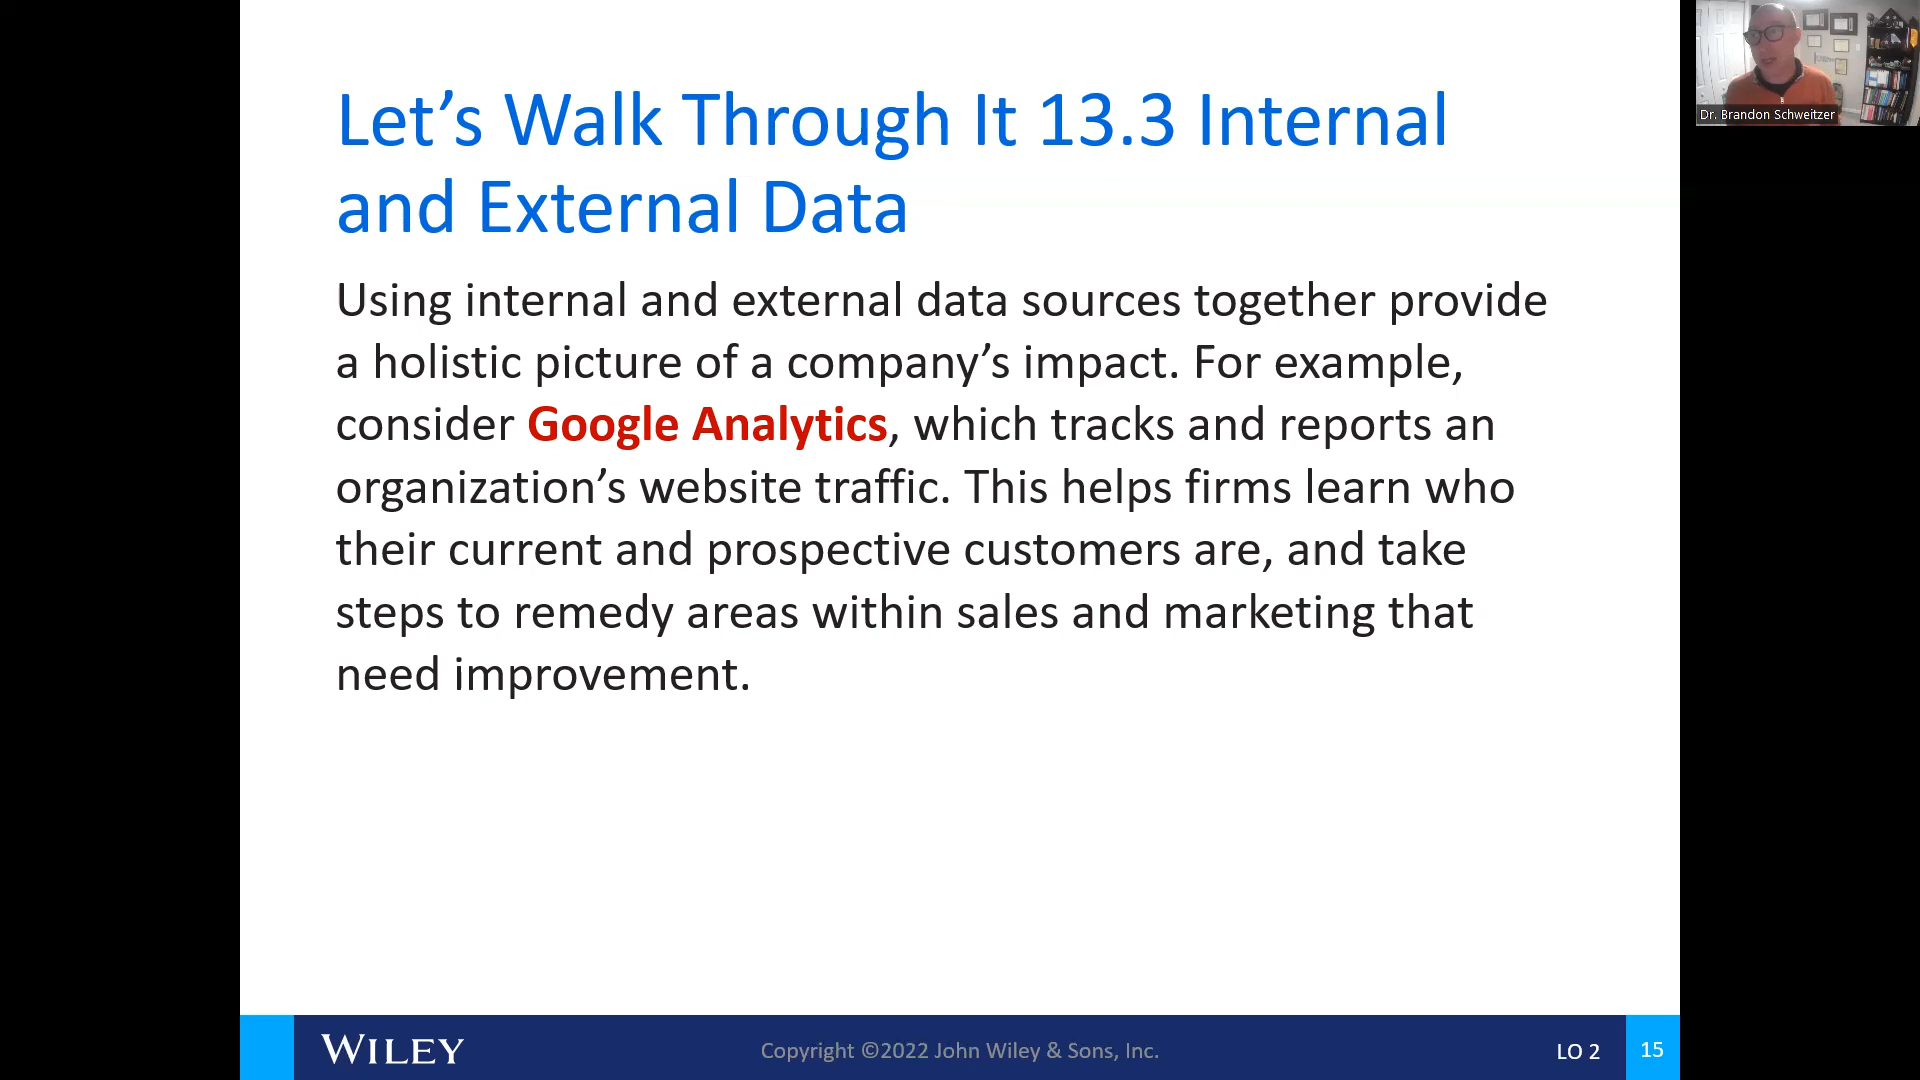 Let’s Walk Through It 13.3 Internal
and External Data
Using internal and external data sources together provide
a holistic picture of a company’s impact. For example,
consider Google Analytics, which tracks and reports an
organization’s website traffic. This helps firms learn who
their current and prospective customers are, and take
steps to remedy areas within sales and marketing that
need improvement.
Dr. Brandon Schweitzer
WILEY
Copyright ©2022 John Wiley & Sons, Inc.
LO 2
15